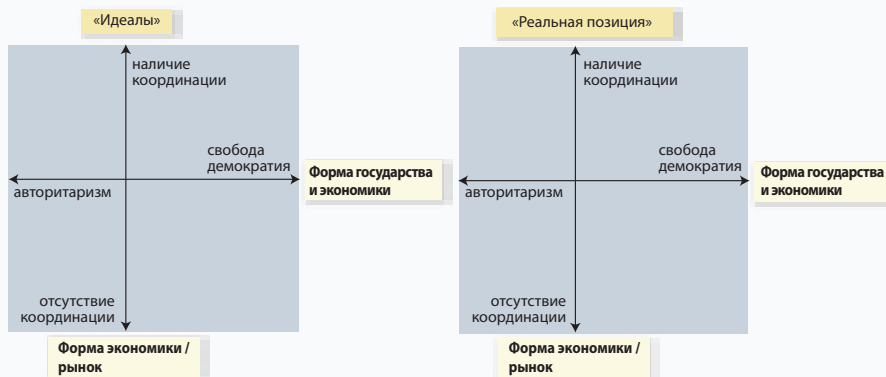 «Идеалы»
наличие
координации
свобода
демократия
Форма государства
и экономики
авторитаризм
отсутствие
координации
Форма экономики /
рынок
«Реальная позиция»
наличие
координации
свобода
демократия
Форма государства
и экономики
авторитаризм
отсутствие
координации
Форма экономики /
рынок